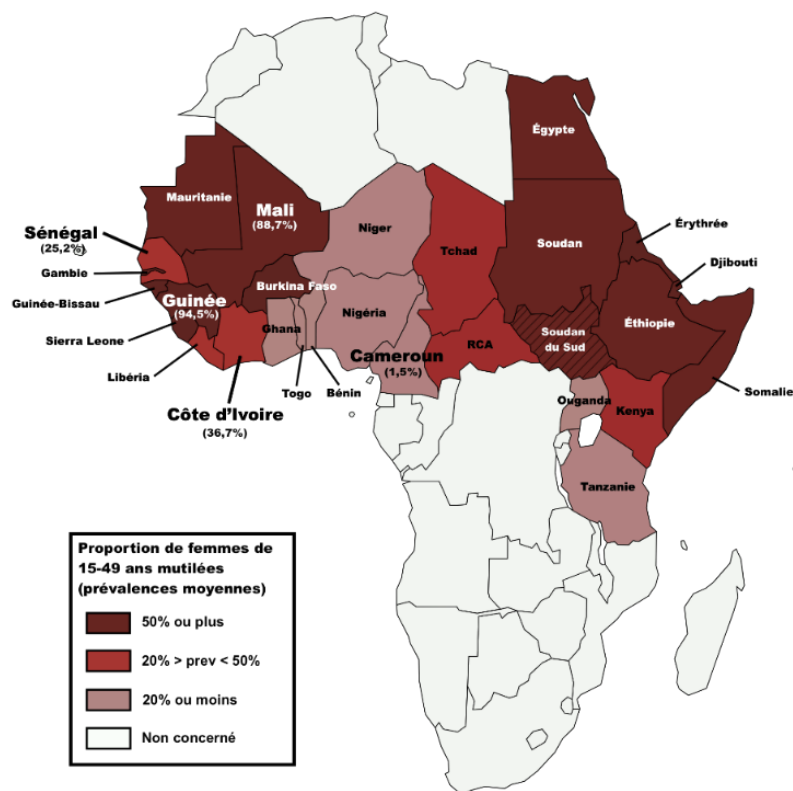 Égypte
Mauritanie
Mali
(88,7%)
Niger
Tchad
Soudan
Érythrée
Sénégal
(25,2%)
Gambie
Djibouti
Burkina Faso
Guinée-Bissau
Guinée
(94,5%)
Nigéria
Éthiopie
Ghana
Soudan
du Sud
Sierra Leone
RCA
Cameroun
(1,5%)
Libéria
Togo
Bénin
Somalie
Ouganda
Kenya
Côte d'Ivoire
(36,7%)
Tanzanie
Proportion de femmes de
15-49 ans mutilées
(prévalences moyennes)
50% ou plus
20% > prev < 50%
20% ou moins
Non concerné